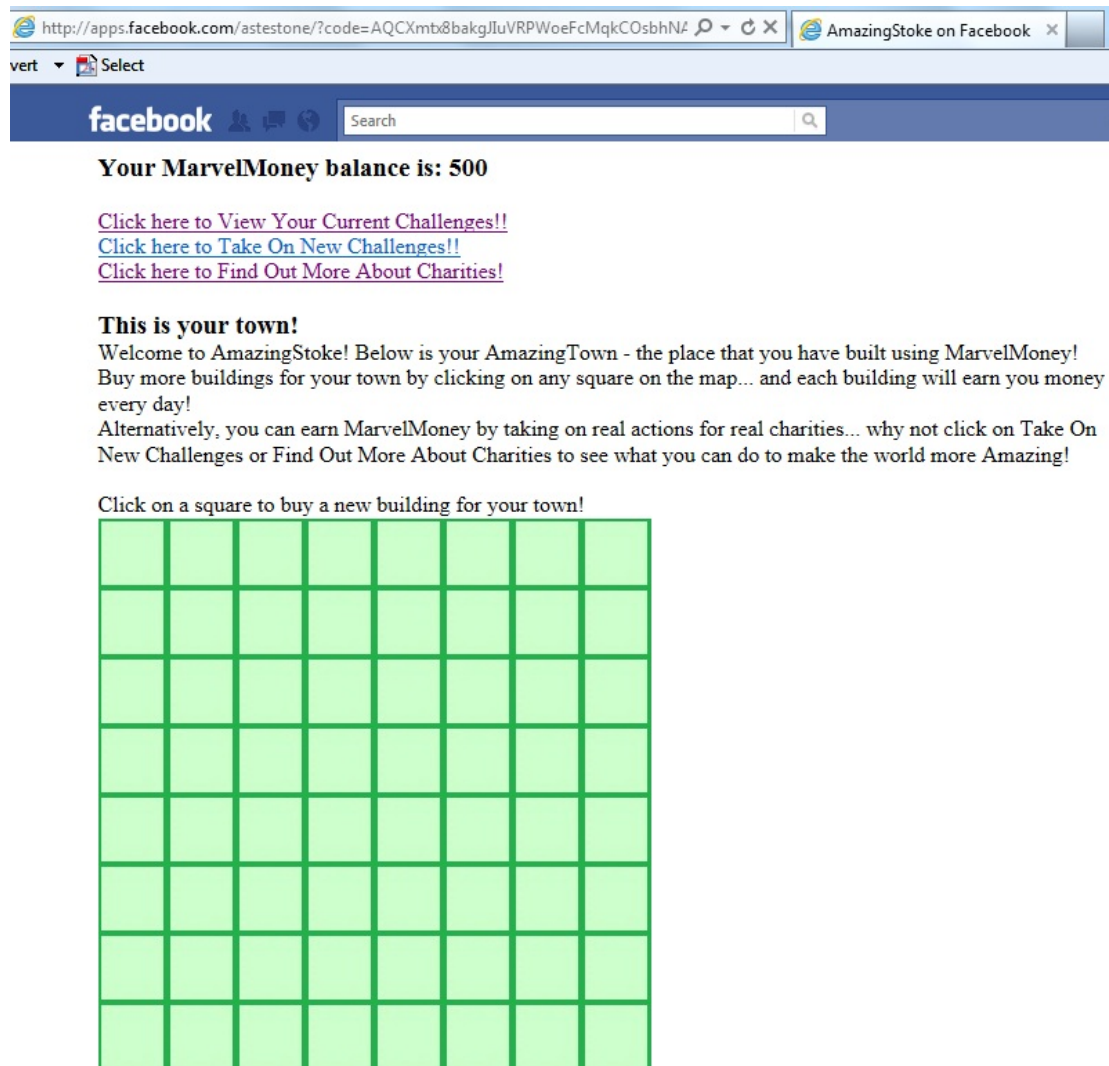 http://apps.facebook.com/astestone/?code=AQCXmtx8bakgJIuVRPWoeFcMqkCOsbhNA
AmazingStoke on Facebook
vert
Select
facebook
Search
Your MarvelMoney balance is: 500
Click here to View Your Current Challenges!!
Click here to Take On New Challenges!!
Click here to Find Out More About Charities!
This is your town!
Welcome to AmazingStoke! Below is your AmazingTown - the place that you have built using MarvelMoney!
Buy more buildings for your town by clicking on any square on the map... and each building will earn you money
every day!
Alternatively, you can earn MarvelMoney by taking on real actions for real charities... why not click on Take On
New Challenges or Find Out More About Charities to see what you can do to make the world more Amazing!
Click on a square to buy a new building for your town!